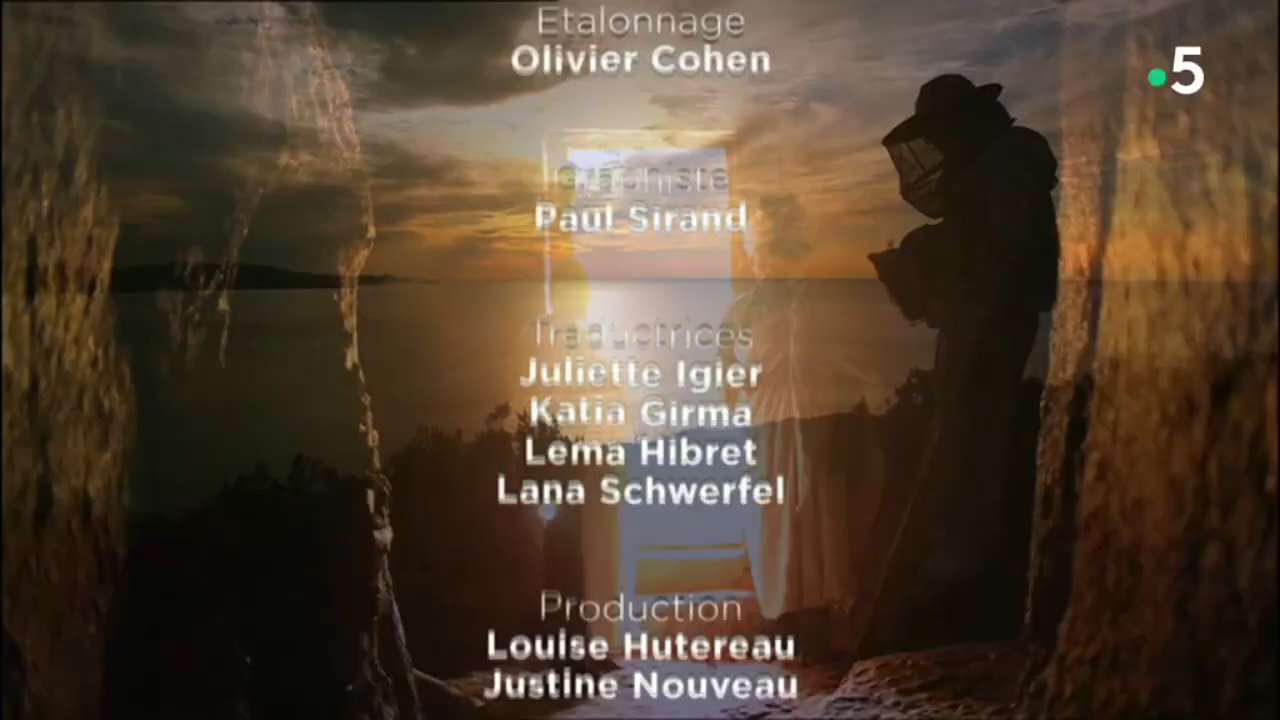 Etalonnage
Olivier Cohen
5
Graphiste
Paul Sirand
Traductrices
Juliette Igier
Katia Girma
Lema Hibret
Lana Schwerfel
Production
Louise Hutereau
Justine Nouveau